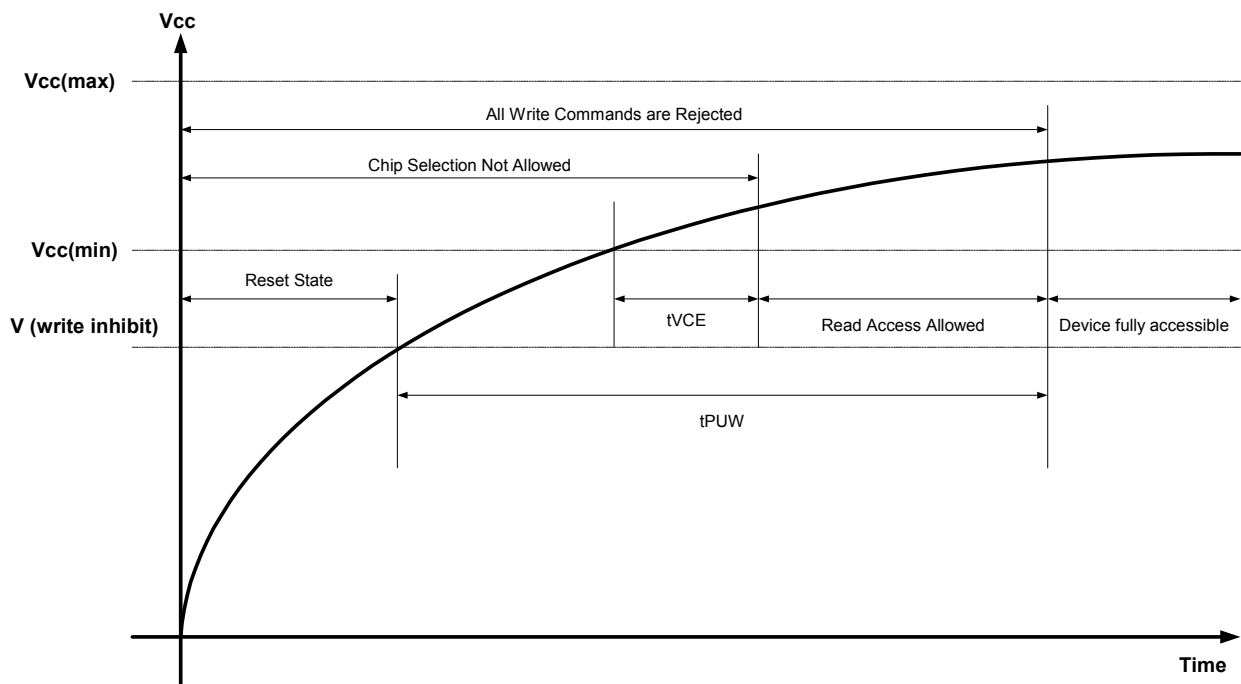 Vcc
Vcc(max)
All Write Commands are Rejected
Chip Selection Not Allowed
Vcc(min)
Reset State
V (write inhibit)
tVCE
Read Access Allowed
Device fully accessible
tPUW
Time